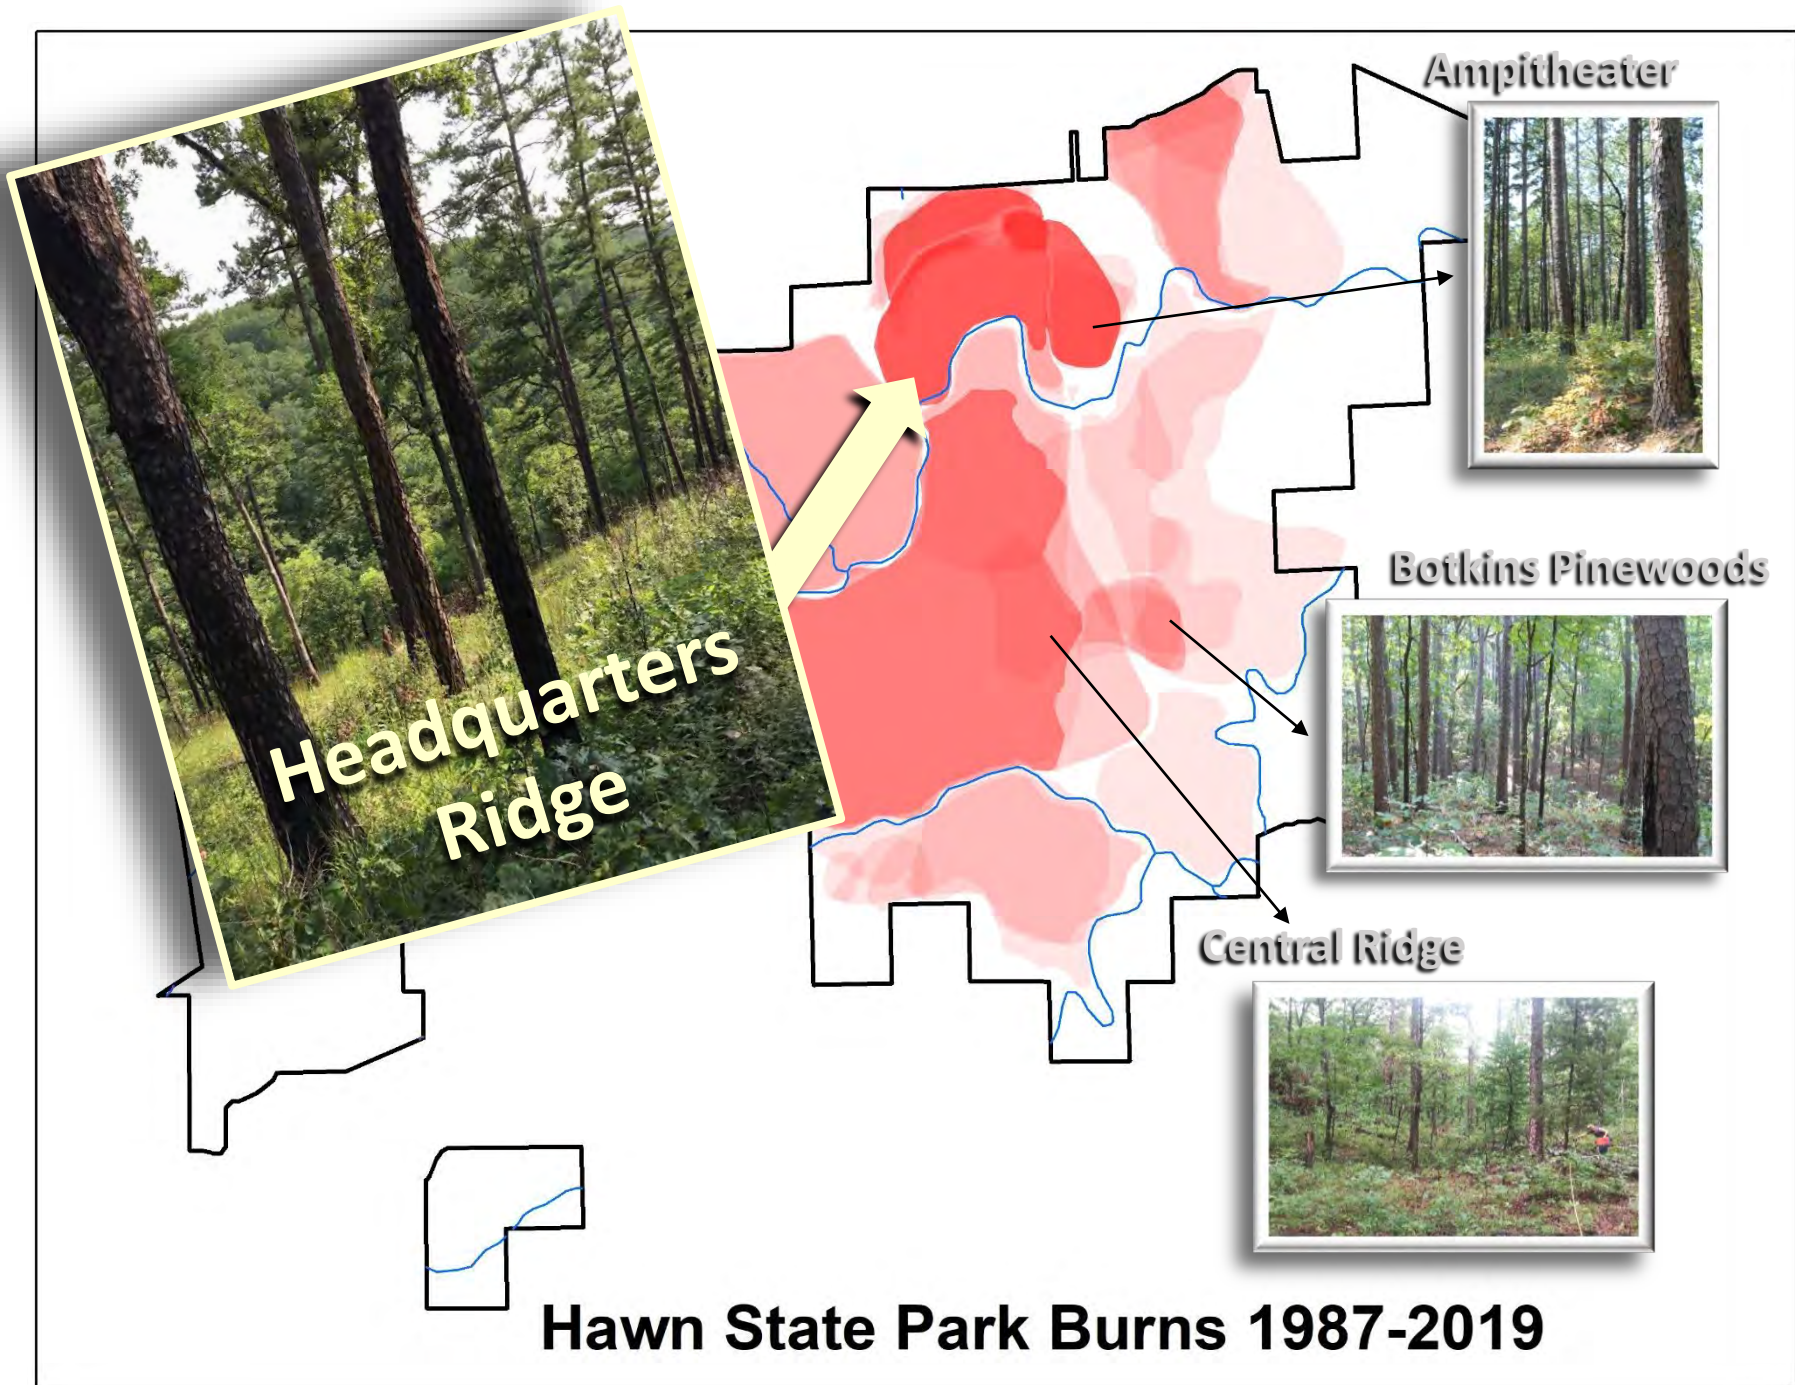 Ampitheater
Botkins Pinewoods
Headquarters
Ridge
Central Ridge
Hawn State Park Burns 1987-2019